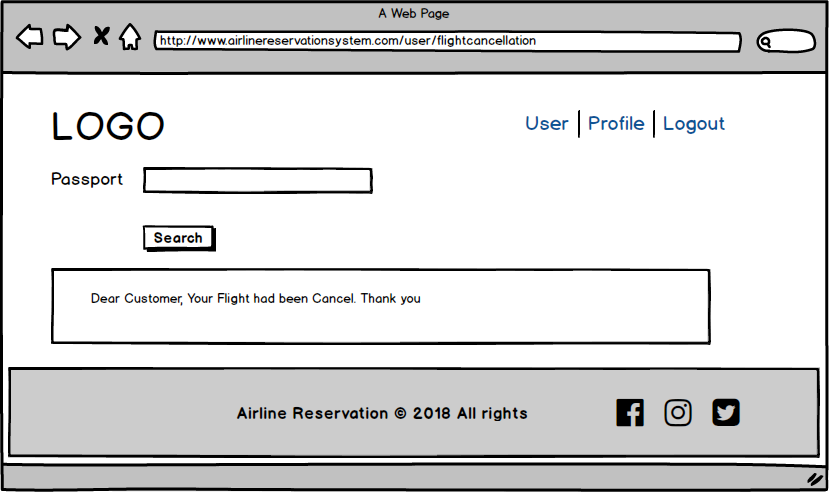 A Web Page
http://www.airlinereservationsystem.com/user/flightcancellation
LOGO
User | Profile | Logout
Passport
Search
Dear Customer, Your Flight had been Cancel. Thank you
Airline Reservation © 2018 All rights